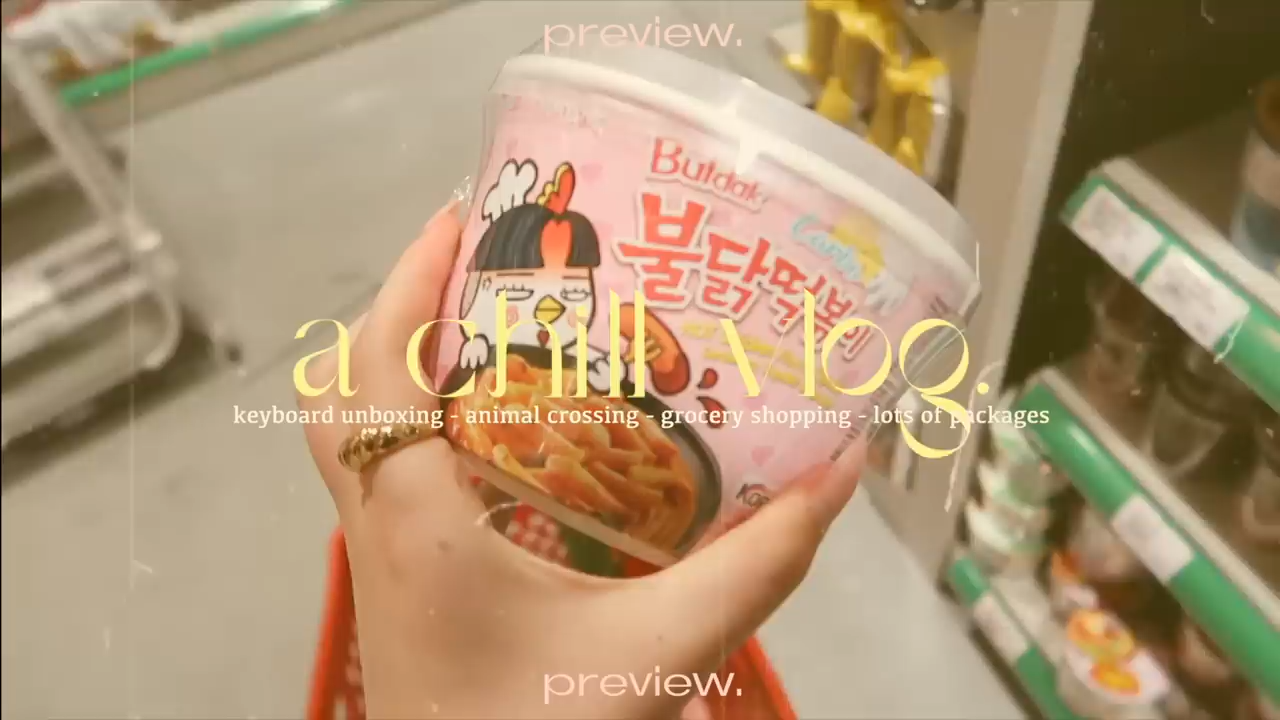 preview.
Buldak
불닭떡볶이
a chill vlog.
keyboard unboxing - animal crossing - grocery shopping - lots of packages
preview.